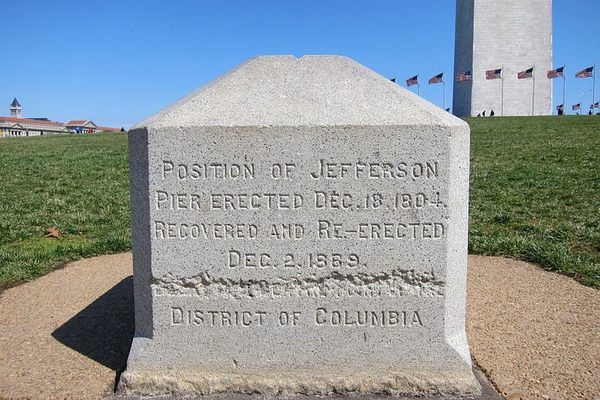 Position of Jefferson
Pier erected Dec. 18, 1804.
Recovered and Re-erected
Dec. 2, 1889.
District of Columbia